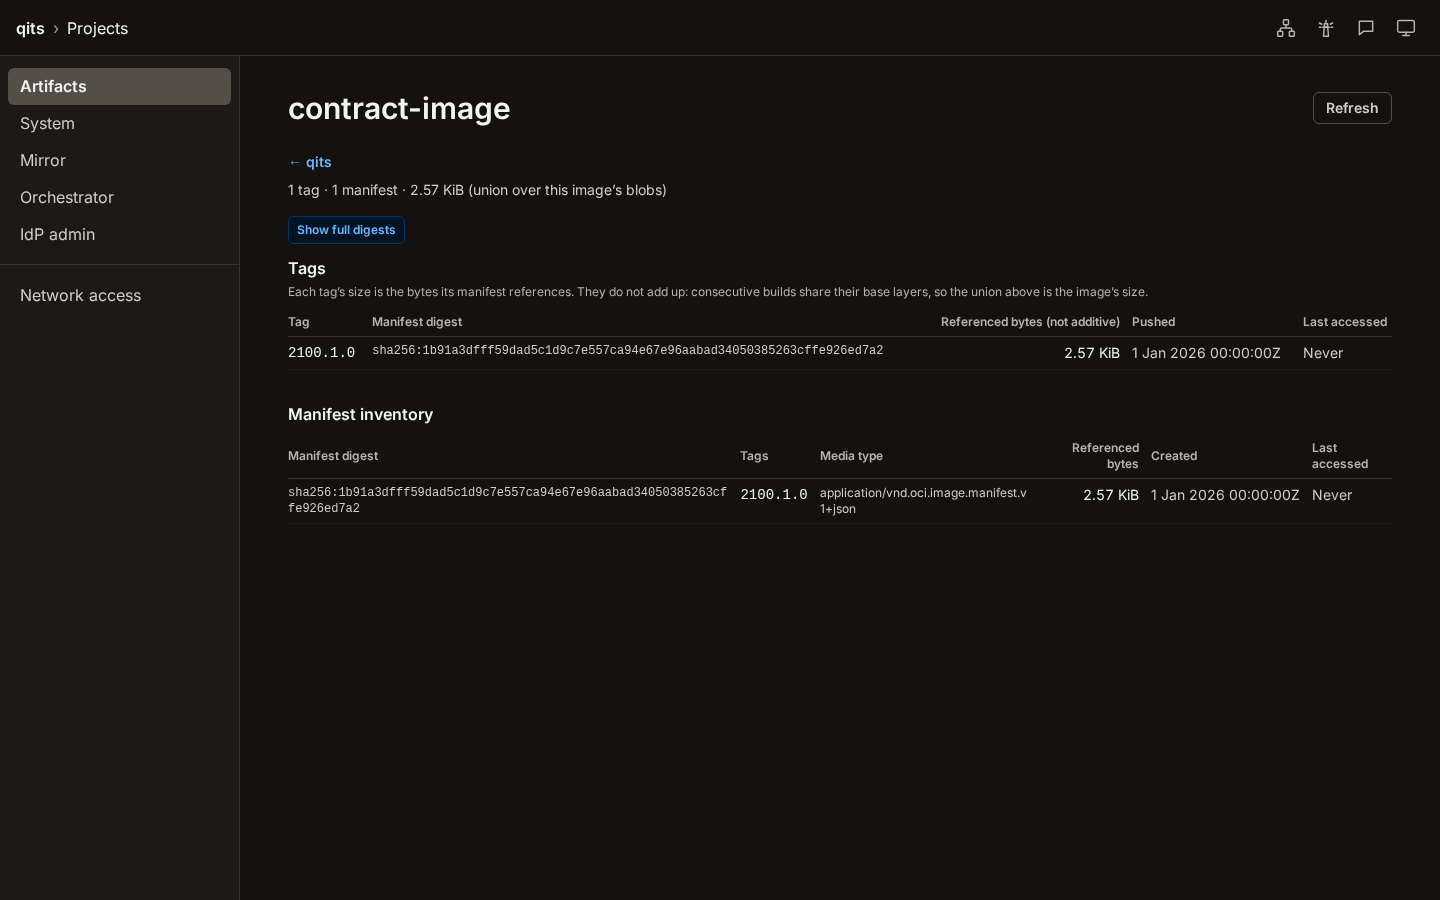 qits › Projects
Artifacts
System
Mirror
Orchestrator
IdP admin
Network access
contract-image
Refresh
← qits
1 tag · 1 manifest · 2.57 KiB (union over this image’s blobs)
Show full digests
Tags
Each tag’s size is the bytes its manifest references. They do not add up: consecutive builds share their base layers, so the union above is the image’s size.
Tag Manifest digest Referenced bytes (not additive) Pushed Last accessed
2100.1.0 sha256:1b91a3dfff59dad5c1d9c7e557ca94e67e96aabad34050385263cffe926ed7a2 2.57 KiB 1 Jan 2026 00:00:00Z Never
Manifest inventory
Manifest digest Tags Media type Referenced bytes Created Last accessed
sha256:1b91a3dfff59dad5c1d9c7e557ca94e67e96aabad34050385263cf 2100.1.0 application/vnd.oci.image.manifest.v 2.57 KiB 1 Jan 2026 00:00:00Z Never
fe926ed7a2 1+json